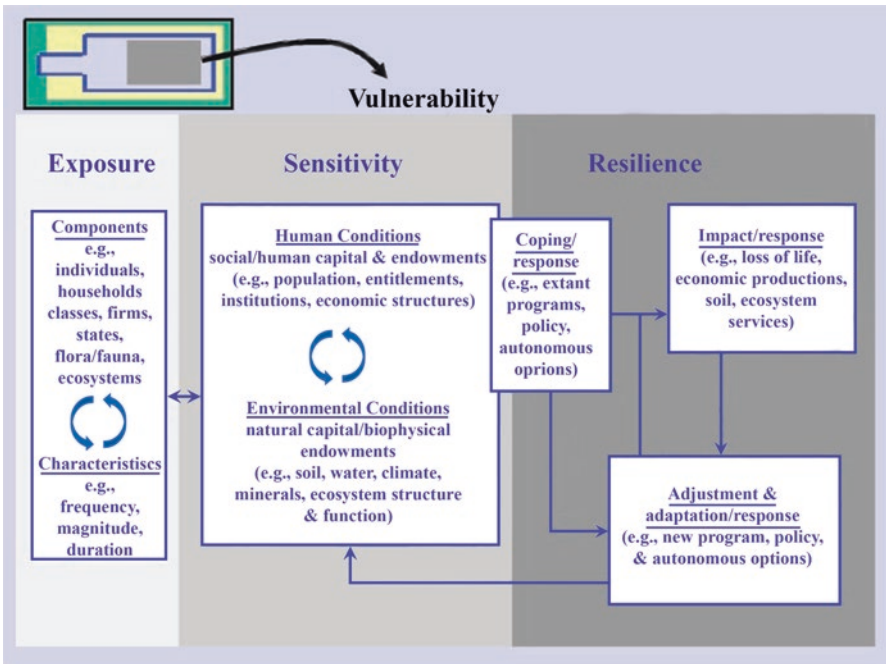 Vulnerability
Exposure
Sensitivity
Resilience
Components
e.g.,
individuals,
households
classes, firms,
states,
flora/fauna,
ecosystems
Characteristiscs
e.g.,
frequency,
magnitude,
duration
Human Conditions
social/human capital & endowments
(e.g., population, entitlements,
institutions, economic structures)
Environmental Conditions
natural capital/biophysical
endowments
(e.g., soil, water, climate,
minerals, ecosystem structure
& function)
Coping/
response
(e.g., extant
programs,
policy,
autonomous
oprions)
Impact/response
(e.g., loss of life,
economic productions,
soil, ecosystem
services)
Adjustment &
adaptation/response
(e.g., new program, policy,
& autonomous options)